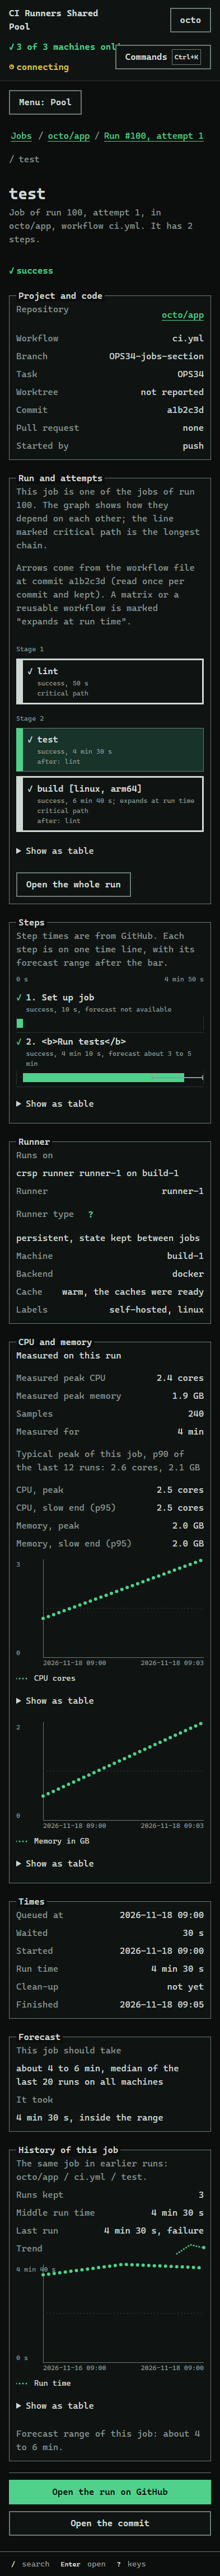 CI Runners Shared
Pool
octo
✓ 3 of 3 machines onl
connecting
Commands Ctrl+K
Menu: Pool
Jobs / octo/app / Run #100, attempt 1
/ test
test
Job of run 100, attempt 1, in
octo/app, workflow ci.yml. It has 2
steps.
✓ success
Project and code
Repository
octo/app
Workflow ci.yml
Branch OPS34-jobs-section
Task OPS34
Worktree not reported
Commit a1b2c3d
Pull request none
Started by push
Run and attempts
This job is one of the jobs of run
100. The graph shows how they
depend on each other; the line
marked critical path is the longest
chain.
Arrows come from the workflow file
at commit a1b2c3d (read once per
commit and kept). A matrix or a
reusable workflow is marked
"expands at run time".
Stage 1
✓ lint
success, 50 s
critical path
Stage 2
✓ test
success, 4 min 30 s
after: lint
✓ build [linux, arm64]
success, 6 min 40 s; expands at run time
critical path
after: lint
▶ Show as table
Open the whole run
Steps
Step times are from GitHub. Each
step is on one time line, with its
forecast range after the bar.
0 s 4 min 50 s
✓ 1. Set up job
success, 10 s, forecast not available
✓ 2. <b>Run tests</b>
success, 4 min 10 s, forecast about 3 to 5
min
▶ Show as table
Runner
Runs on
crsp runner runner-1 on build-1
Runner runner-1
Runner type ?
persistent, state kept between jobs
Machine build-1
Backend docker
Cache warm, the caches were ready
Labels self-hosted, linux
CPU and memory
Measured on this run
Measured peak CPU 2.4 cores
Measured peak memory 1.9 GB
Samples 240
Measured for 4 min
Typical peak of this job, p90 of
the last 12 runs: 2.6 cores, 2.1 GB
CPU, peak 2.5 cores
CPU, slow end (p95) 2.5 cores
Memory, peak 2.0 GB
Memory, slow end (p95) 2.0 GB
3
0
2026-11-18 09:00 2026-11-18 09:03
CPU cores
▶ Show as table
2
0
2026-11-18 09:00 2026-11-18 09:03
Memory in GB
▶ Show as table
Times
Queued at 2026-11-18 09:00
Waited 30 s
Started 2026-11-18 09:00
Run time 4 min 30 s
Clean-up not yet
Finished 2026-11-18 09:05
Forecast
This job should take
about 4 to 6 min, median of the
last 20 runs on all machines
It took
4 min 30 s, inside the range
History of this job
The same job in earlier runs:
octo/app / ci.yml / test.
Runs kept 3
Middle run time 4 min 30 s
Last run 4 min 30 s, failure
Trend
4 min 40 s
0 s
2026-11-16 09:00 2026-11-18 09:00
Run time
▶ Show as table
Forecast range of this job: about 4
to 6 min.
Open the run on GitHub
Open the commit
/ search Enter open ? keys